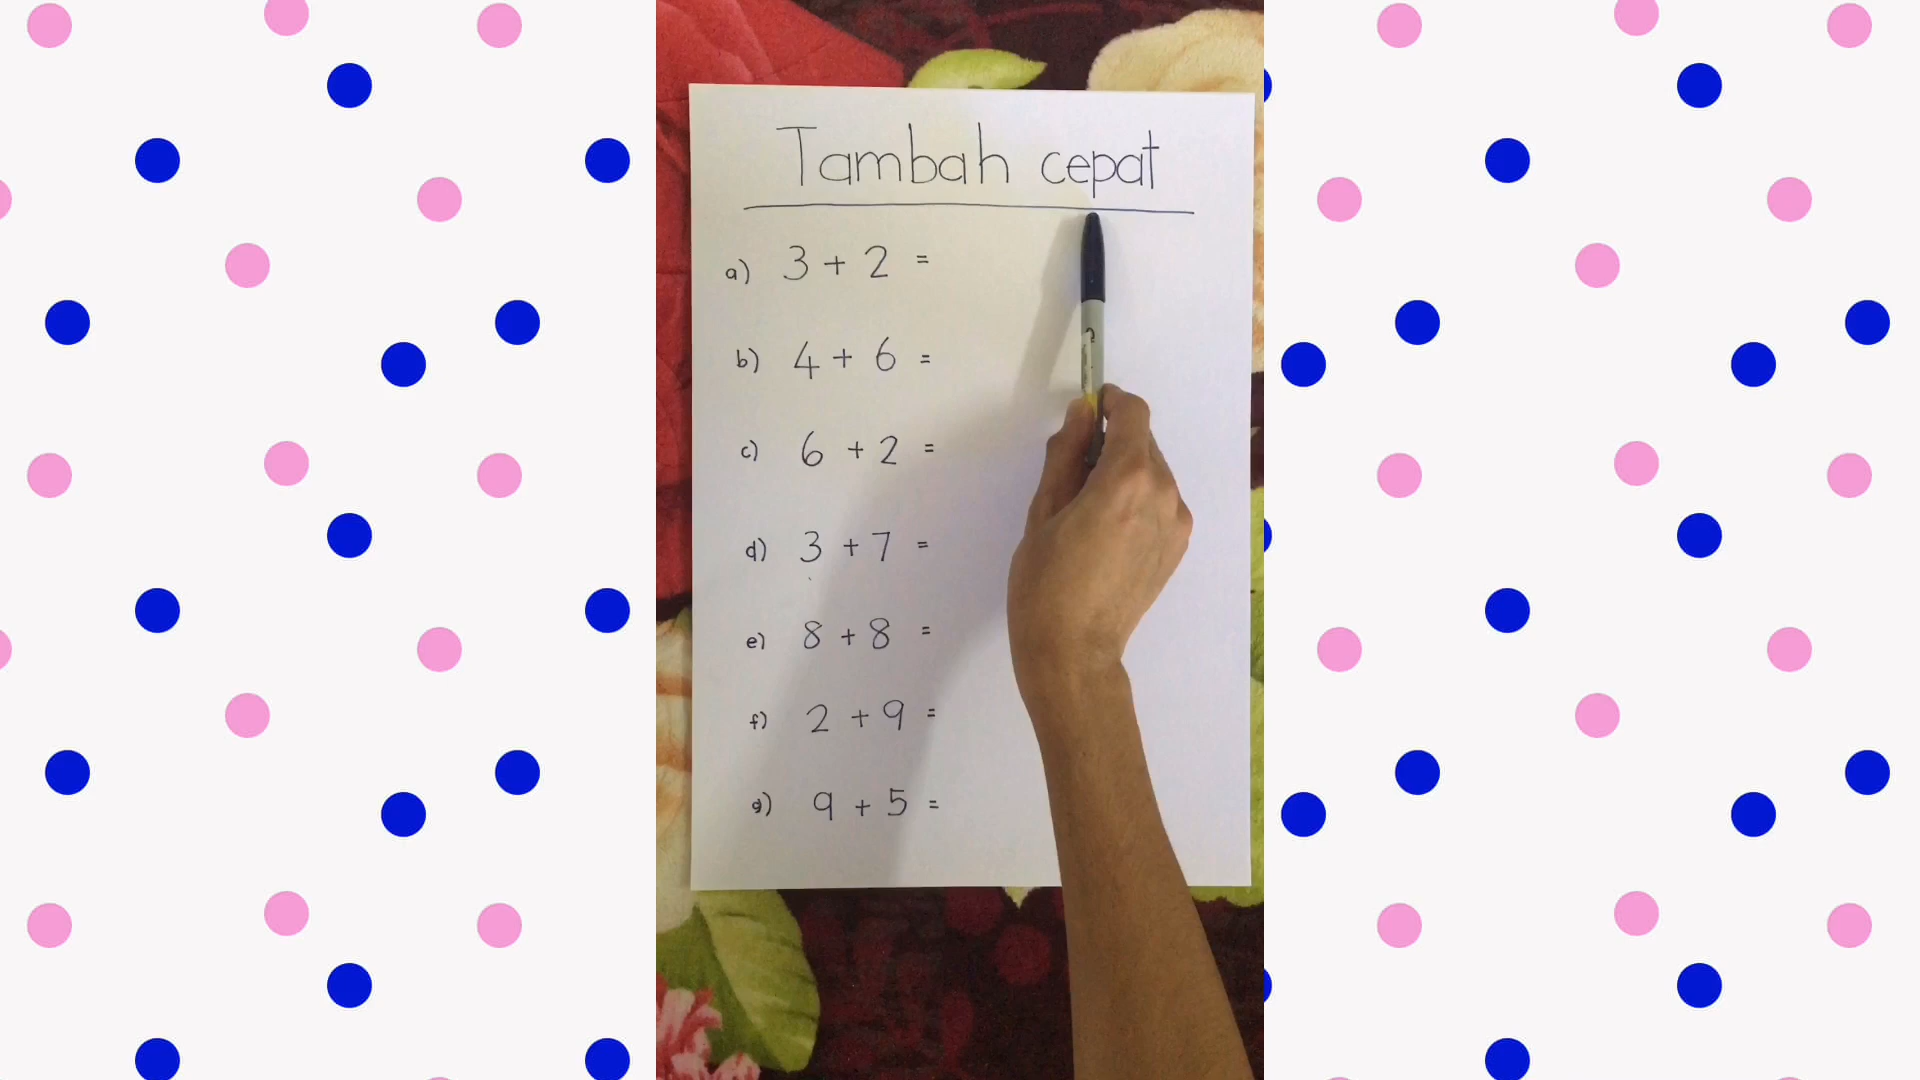 Tambah cepat
a) 3 + 2 =
b) 4 + 6 =
c) 6 + 2 =
d) 3 + 7 =
e) 8 + 8 =
f) 2 + 9 =
g) 9 + 5 =